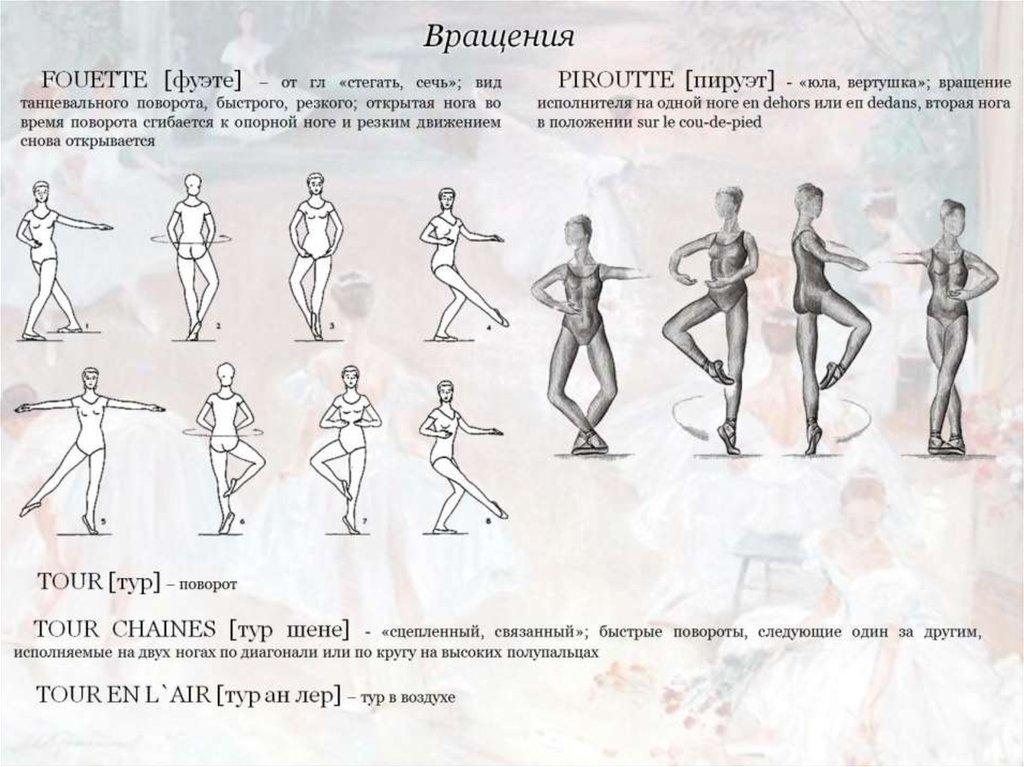 Вращения
FOUETTE [фуэте] – от гл «стегать, сечь»; вид
танцевального поворота, быстрого, резкого; открытая нога во
время поворота сгибается к опорной ноге и резким движением
снова открывается
PIROUTTE [пируэт] - «юла, вертушка»; вращение
исполнителя на одной ноге en dehors или en dedans, вторая нога
в положении sur le cou-de-pied
1 2 3 4
5 6 7 8
TOUR [тур] – поворот
TOUR CHAINES [тур шене] - «сцепленный, связанный»; быстрые повороты, следующие один за другим,
исполняемые на двух ногах по диагонали или по кругу на высоких полупальцах
TOUR EN L`AIR [тур ан лер] – тур в воздухе